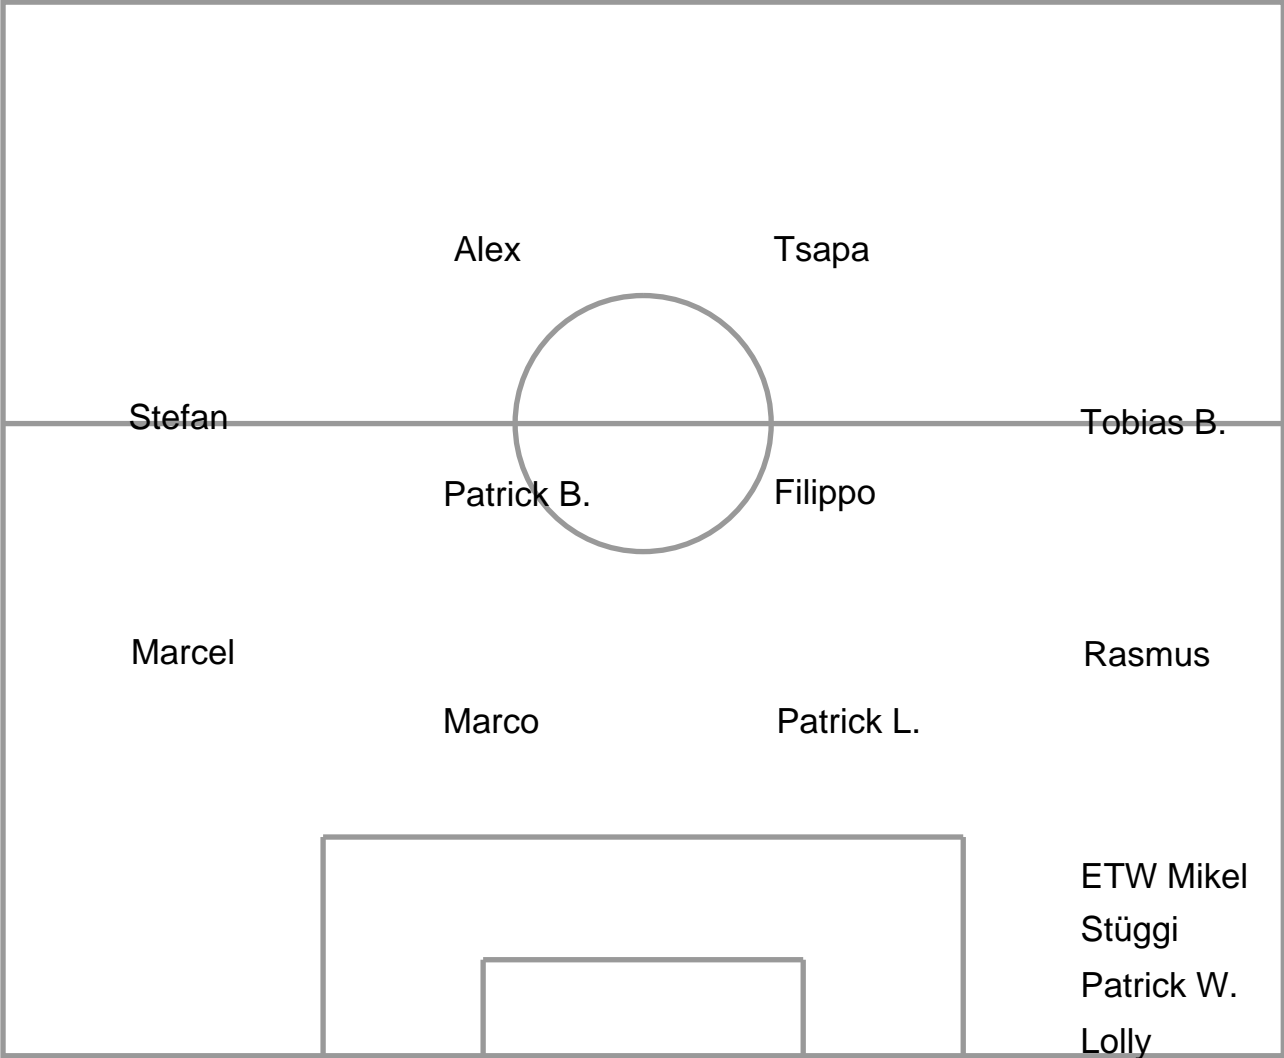 Alex
Tsapa
Stefan
Tobias B.
Patrick B.
Filippo
Marcel
Rasmus
Marco
Patrick L.
ETW Mikel
Stüggi
Patrick W.
Lolly